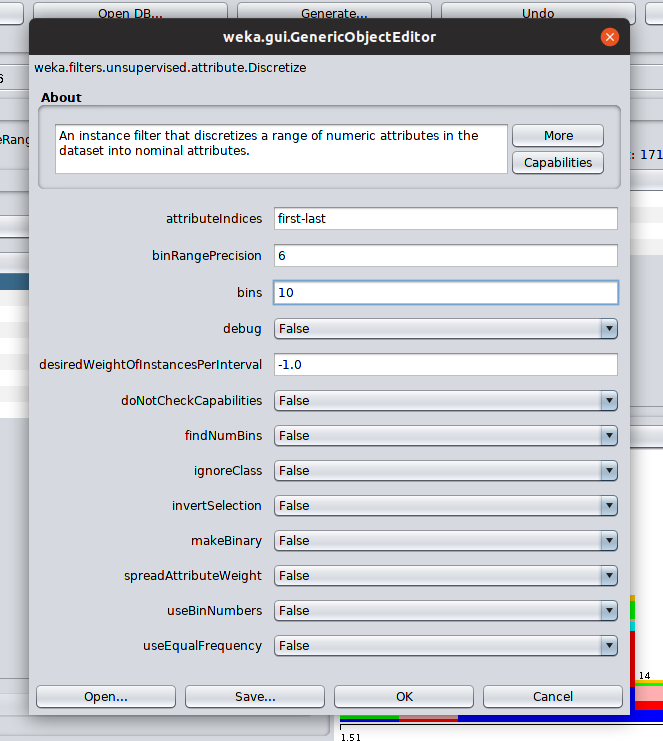 Open DB...
Generate...
Undo
weka.gui.GenericObjectEditor
weka.filters.unsupervised.attribute.Discretize
6
About
An instance filter that discretizes a range of numeric attributes in the
dataset into nominal attributes.
More
Capabilities
: 171
attributeIndices first-last
binRangePrecision 6
bins 10
debug False
desiredWeightOfInstancesPerInterval -1.0
doNotCheckCapabilities False
findNumBins False
ignoreClass False
invertSelection False
makeBinary False
spreadAttributeWeight False
useBinNumbers False
useEqualFrequency False
14
Open...
Save...
OK
Cancel
1.51